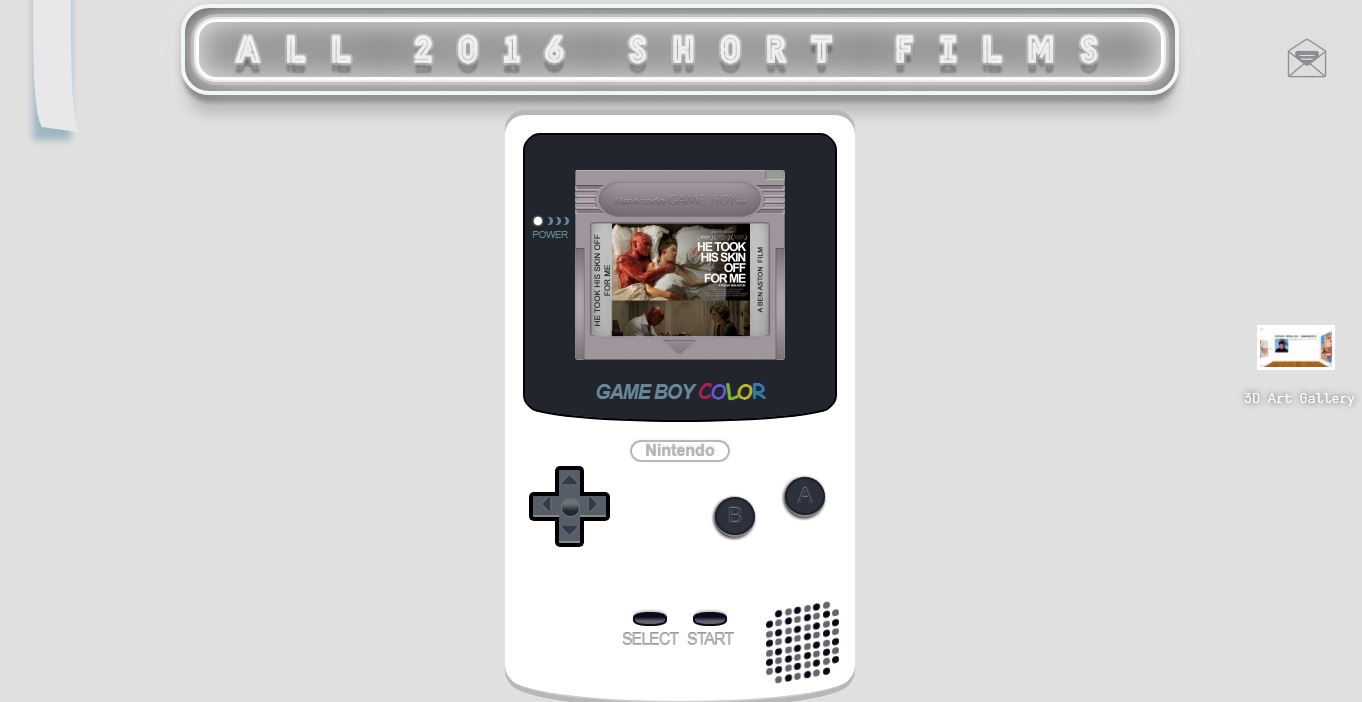 ALL 2016 SHORT FILMS
Nintendo GAME BOY
POWER
HE TOOK HIS SKIN OFF
FOR ME
HE TOOK
HIS SKIN
OFF
FOR ME
A BEN ASTON FILM
GAME BOY COLOR
Nintendo
A
B
SELECT START
3D Art Gallery